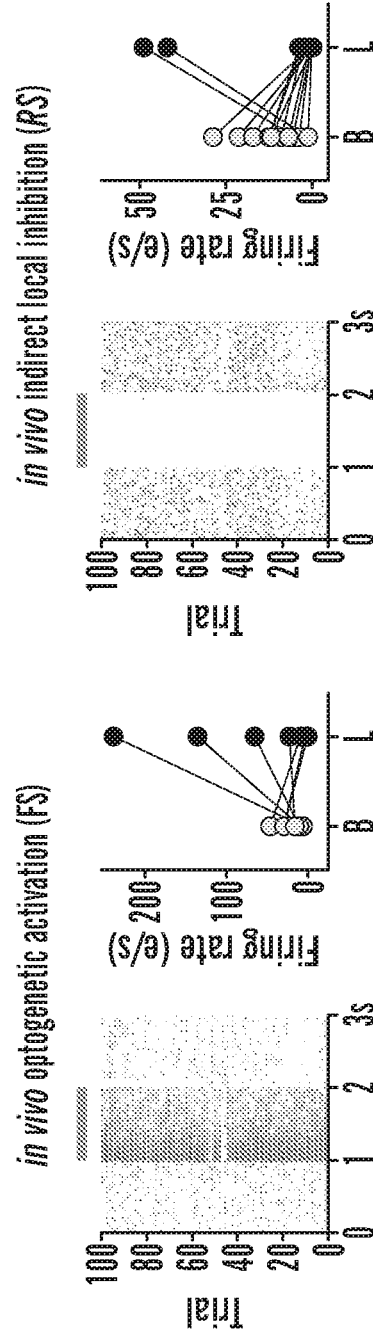 in vivo optogenetic activation (FS)
Trial
100
80
60
40
20
0
0 1 2 3s
Firing rate (e/s)
200
100
0
B L
in vivo indirect local inhibition (RS)
Trial
100
80
60
40
20
0
0 1 2 3s
Firing rate (e/s)
50
25
0
B L